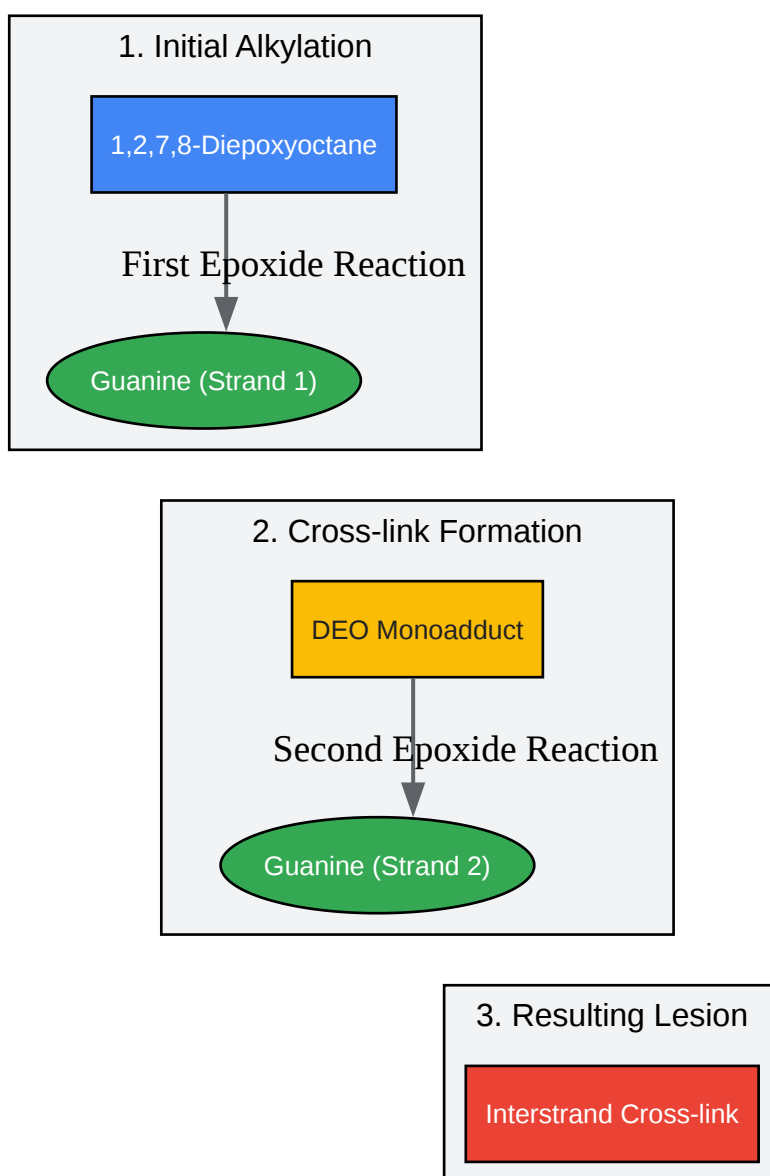 1. Initial Alkylation
1,2,7,8-Diepoxyoctane
First Epoxide Reaction
Guanine (Strand 1)
2. Cross-link Formation
DEO Monoadduct
Second Epoxide Reaction
Guanine (Strand 2)
3. Resulting Lesion
Interstrand Cross-link